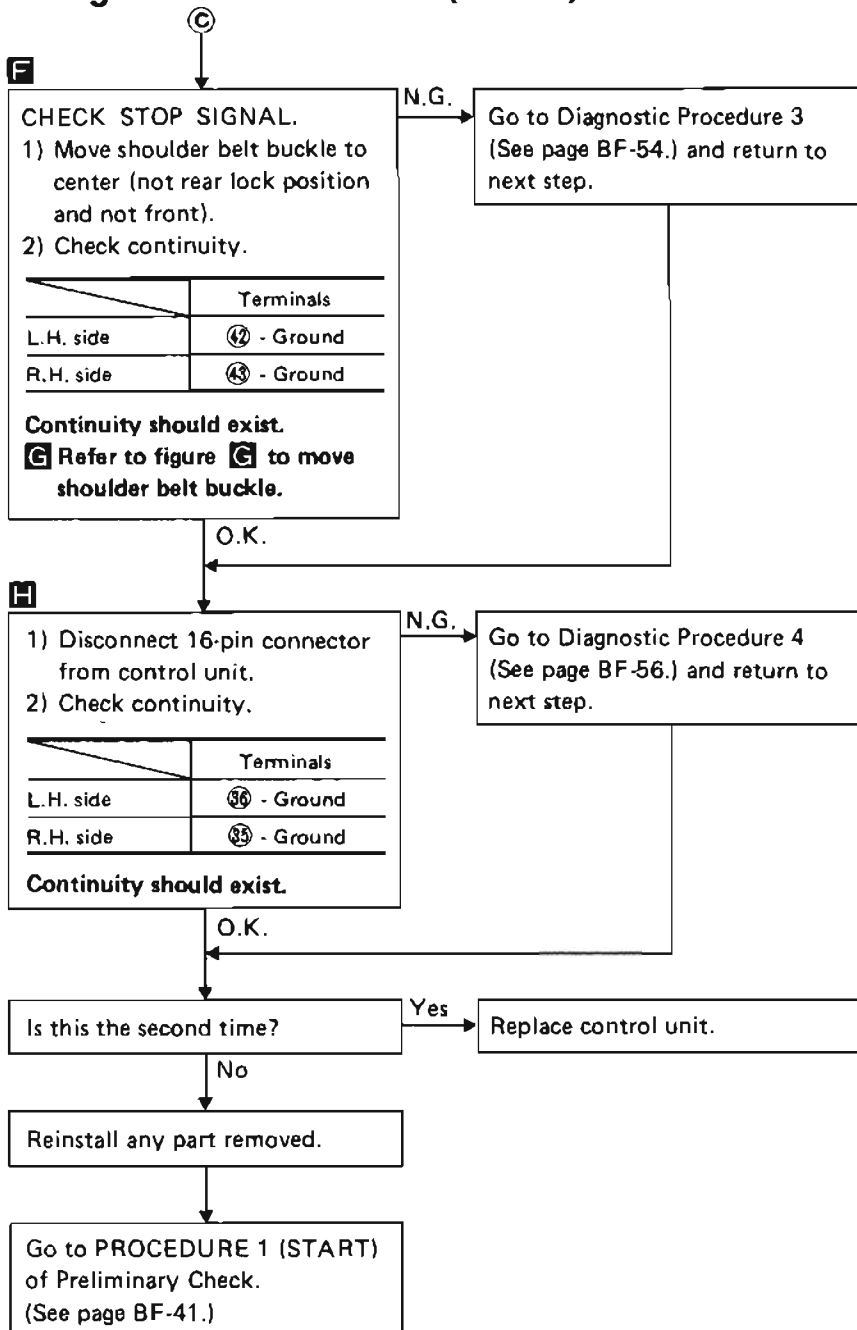 Ⓒ
F
CHECK STOP SIGNAL.
1) Move shoulder belt buckle to
center (not rear lock position
and not front).
2) Check continuity.
Terminals
L.H. side ㊷ - Ground
R.H. side ㊸ - Ground
Continuity should exist.
G Refer to figure G to move
shoulder belt buckle.
N.G.
Go to Diagnostic Procedure 3
(See page BF-54.) and return to
next step.
O.K.
H
1) Disconnect 16-pin connector
from control unit.
2) Check continuity.
Terminals
L.H. side ㊱ - Ground
R.H. side ㉟ - Ground
Continuity should exist.
N.G.
Go to Diagnostic Procedure 4
(See page BF-56.) and return to
next step.
O.K.
Is this the second time?
Yes
Replace control unit.
No
Reinstall any part removed.
Go to PROCEDURE 1 (START)
of Preliminary Check.
(See page BF-41.)